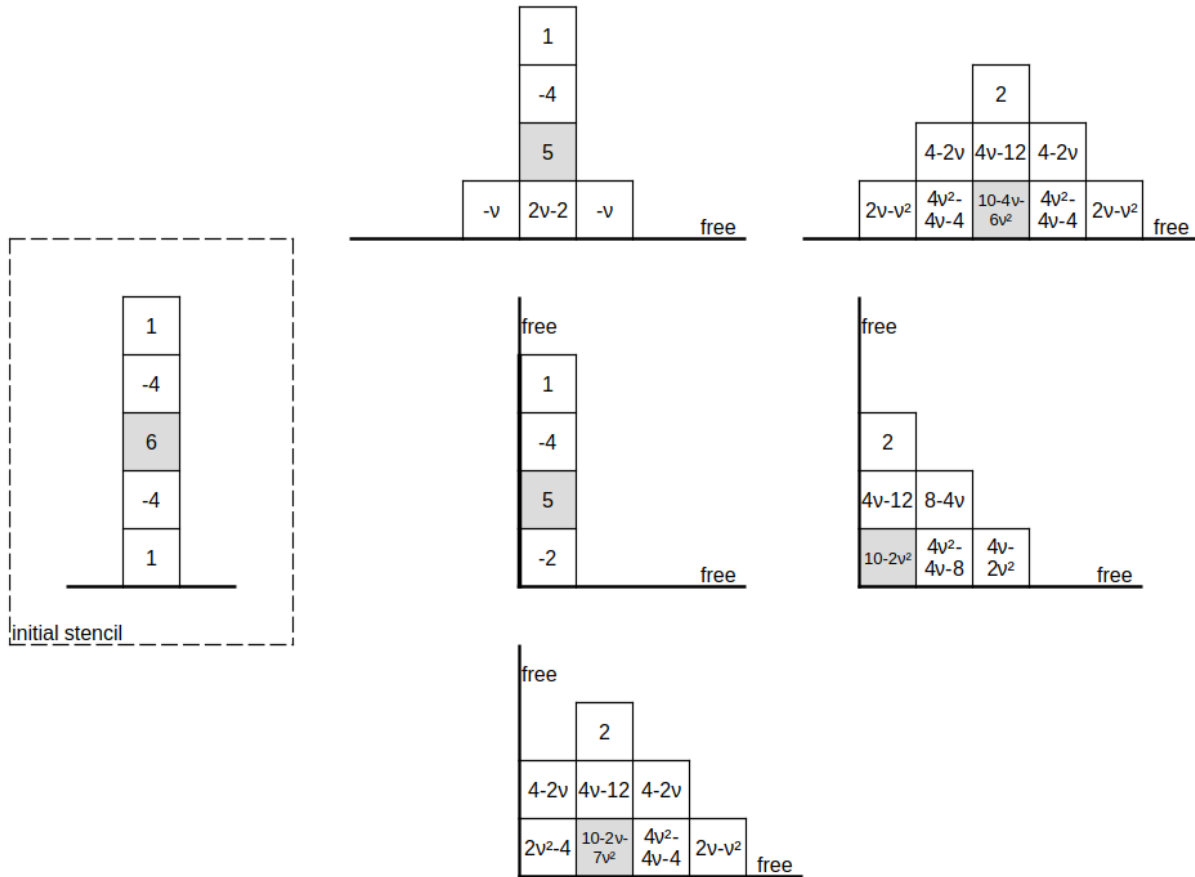 1
-4
5
-ν 2ν-2 -ν
free
2
4-2ν 4ν-12 4-2ν
2ν-ν² 4ν²- 10-4ν- 4ν²- 2ν-ν²
4ν-4 6ν² 4ν-4
free
1
-4
6
-4
1
initial stencil
free
1
-4
5
-2
free
free
2
4ν-12 8-4ν
10-2ν² 4ν²- 4ν-
4ν-8 2ν²
free
free
2
4-2ν 4ν-12 4-2ν
2ν²-4 10-2ν- 4ν²- 2ν-ν²
7ν² 4ν-4
free